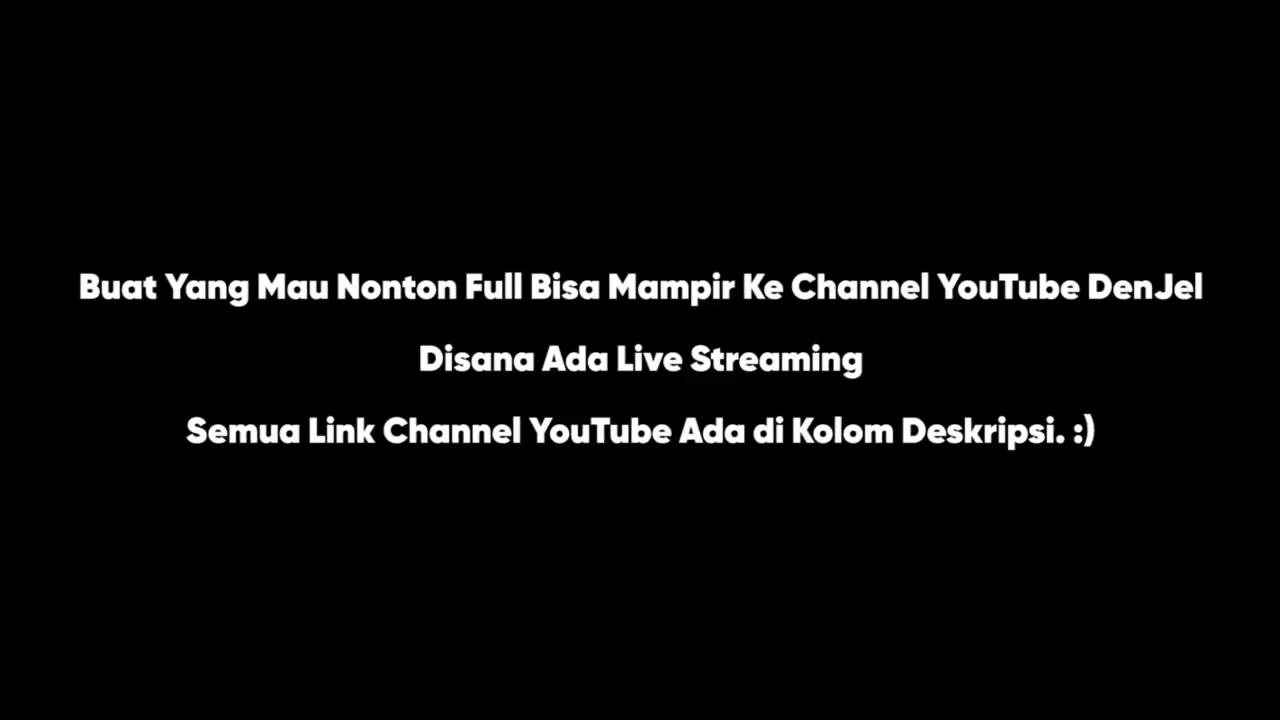 Buat Yang Mau Nonton Full Bisa Mampir Ke Channel YouTube DenJel
Disana Ada Live Streaming
Semua Link Channel YouTube Ada di Kolom Deskripsi. :)